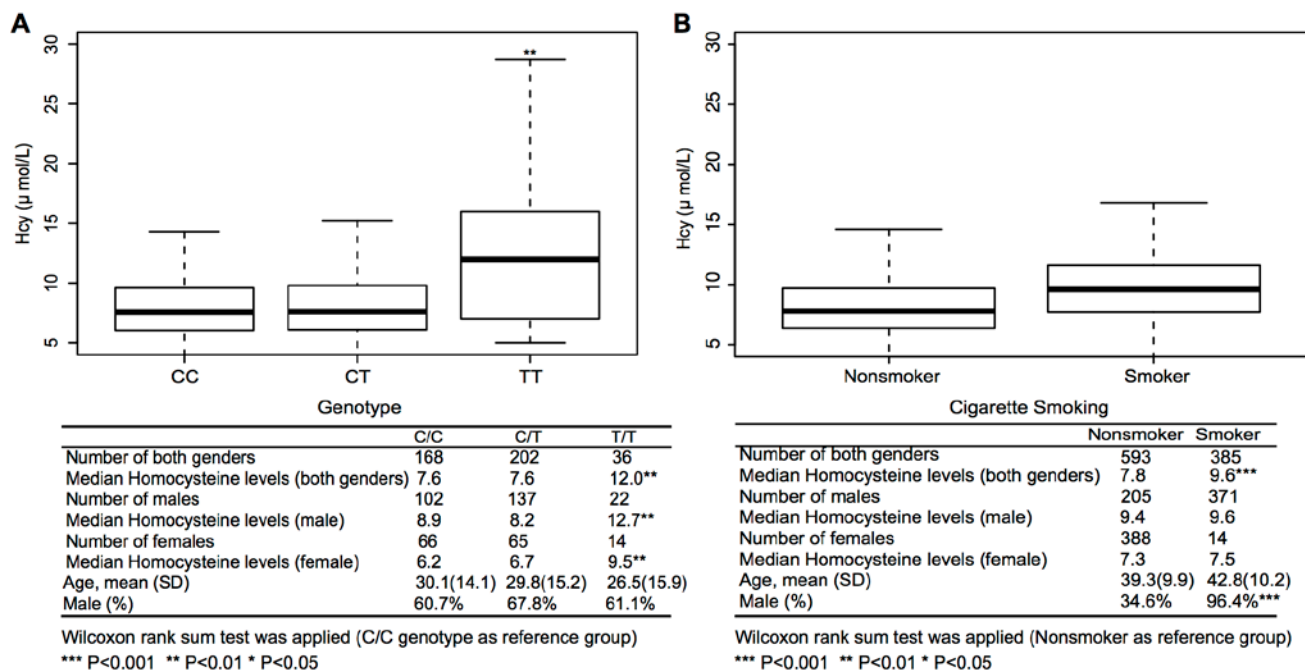 A
**
30
25
20
15
10
5
Hcy (µ mol/L)
CC CT TT
Genotype
C/C C/T T/T
Number of both genders 168 202 36
Median Homocysteine levels (both genders) 7.6 7.6 12.0**
Number of males 102 137 22
Median Homocysteine levels (male) 8.9 8.2 12.7**
Number of females 66 65 14
Median Homocysteine levels (female) 6.2 6.7 9.5**
Age, mean (SD) 30.1(14.1) 29.8(15.2) 26.5(15.9)
Male (%) 60.7% 67.8% 61.1%
Wilcoxon rank sum test was applied (C/C genotype as reference group)
*** P<0.001 ** P<0.01 * P<0.05
B
30
25
20
15
10
5
Hcy (µ mol/L)
Nonsmoker Smoker
Cigarette Smoking
Nonsmoker Smoker
Number of both genders 593 385
Median Homocysteine levels (both genders) 7.8 9.6***
Number of males 205 371
Median Homocysteine levels (male) 9.4 9.6
Number of females 388 14
Median Homocysteine levels (female) 7.3 7.5
Age, mean (SD) 39.3(9.9) 42.8(10.2)
Male (%) 34.6% 96.4%***
Wilcoxon rank sum test was applied (Nonsmoker as reference group)
*** P<0.001 ** P<0.01 * P<0.05